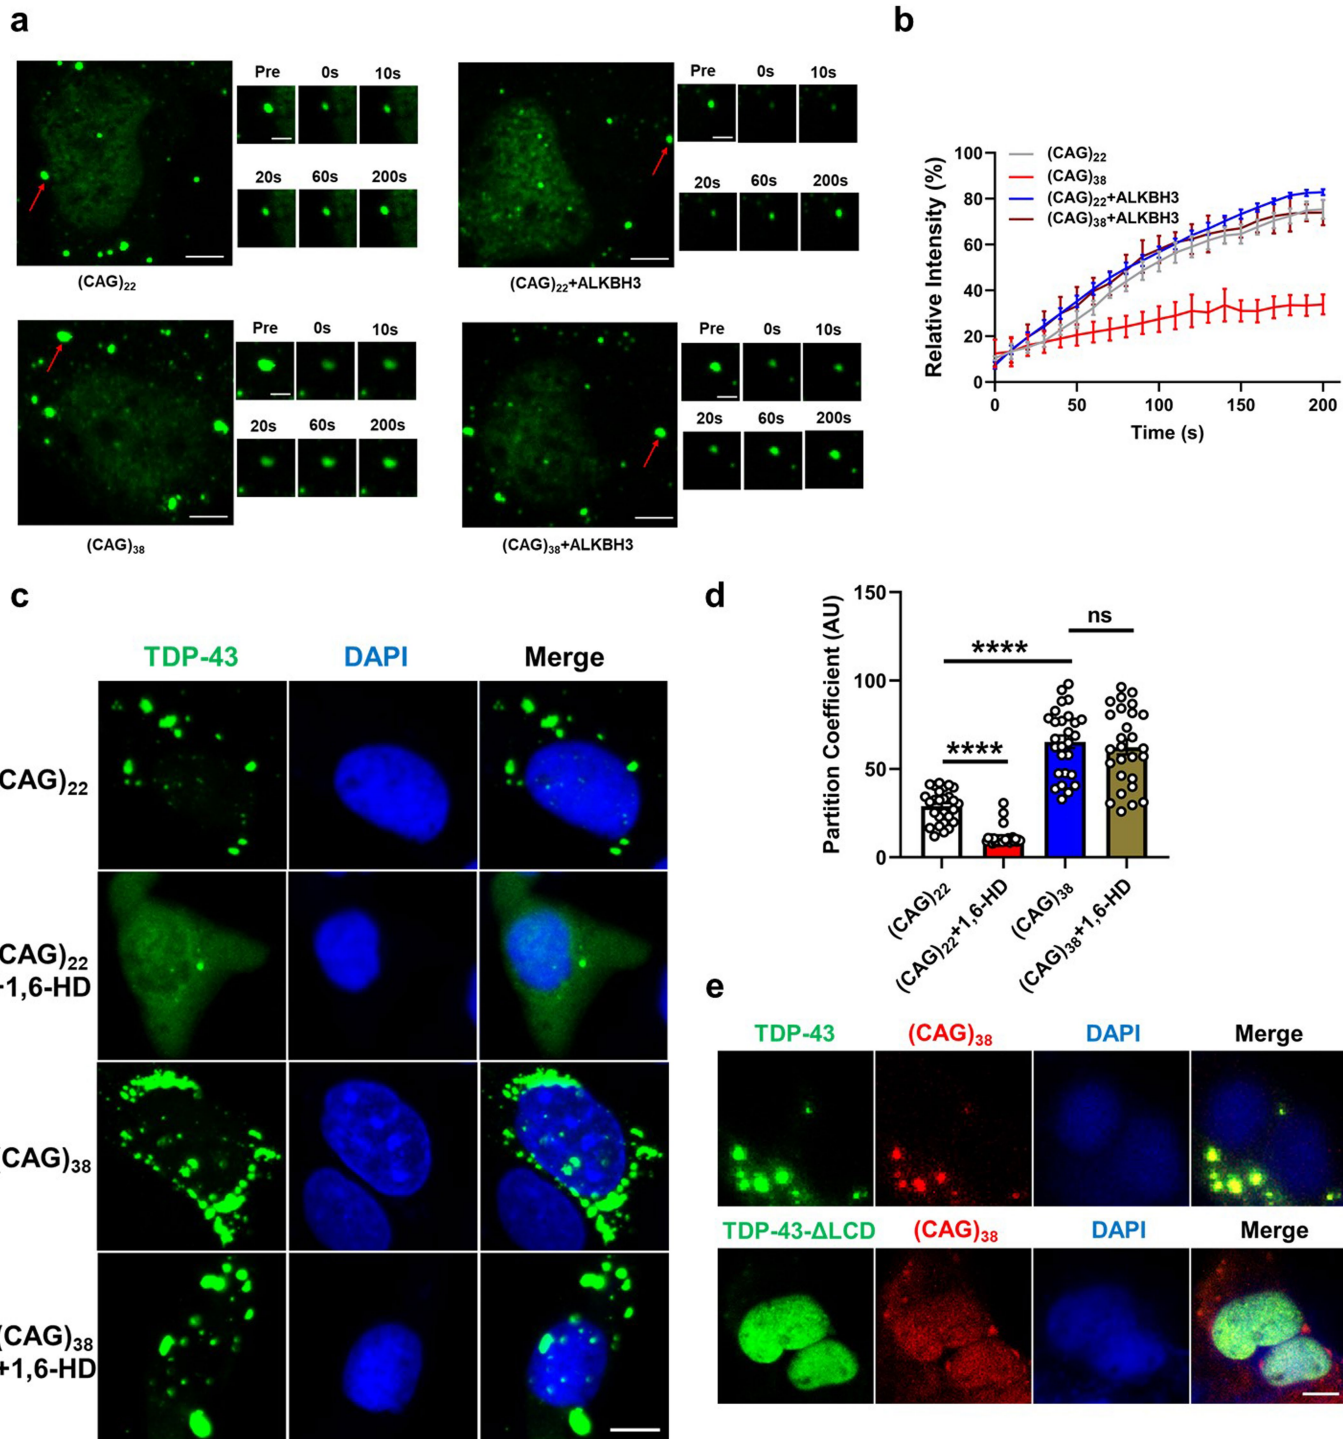 a
Pre 0s 10s
20s 60s 200s
(CAG)₂₂
Pre 0s 10s
20s 60s 200s
(CAG)₂₂+ALKBH3
Pre 0s 10s
20s 60s 200s
(CAG)₃₈
Pre 0s 10s
20s 60s 200s
(CAG)₃₈+ALKBH3
b
(CAG)₂₂
(CAG)₃₈
(CAG)₂₂+ALKBH3
(CAG)₃₈+ALKBH3
Relative Intensity (%)
100
80
60
40
20
0
0 50 100 150 200
Time (s)
c
TDP-43 DAPI Merge
CAG)₂₂
CAG)₂₂
+1,6-HD
(CAG)₃₈
(CAG)₃₈
+1,6-HD
d
Partition Coefficient (AU)
150
100
50
0
ns
****
****
(CAG)₂₂
(CAG)₂₂+1,6-HD
(CAG)₃₈
(CAG)₃₈+1,6-HD
e
TDP-43 (CAG)₃₈ DAPI Merge
TDP-43-ΔLCD (CAG)₃₈ DAPI Merge